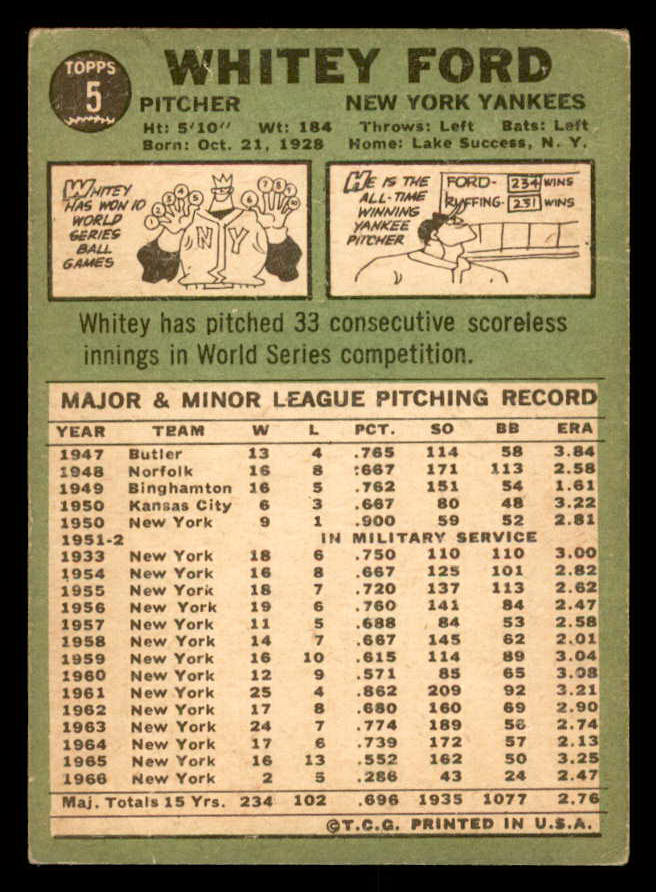 TOPPS
5
WHITEY FORD
PITCHER NEW YORK YANKEES
Ht: 5'10" Wt: 184 Throws: Left Bats: Left
Born: Oct. 21, 1928 Home: Lake Success, N. Y.
WHITEY
HAS WON 10
WORLD
SERIES
BALL
GAMES
1 2 3 4 5 6 7 8 9 10
N Y
HE IS THE
ALL-TIME
WINNING
YANKEE
PITCHER
FORD- 234 WINS
RUFFING- 231 WINS
Whitey has pitched 33 consecutive scoreless
innings in World Series competition.
MAJOR & MINOR LEAGUE PITCHING RECORD
YEAR TEAM W L PCT. SO BB ERA
1947 Butler 13 4 .765 114 58 3.84
1948 Norfolk 16 8 .667 171 113 2.58
1949 Binghamton 16 5 .762 151 54 1.61
1950 Kansas City 6 3 .667 80 48 3.22
1950 New York 9 1 .900 59 52 2.81
1951-2 IN MILITARY SERVICE
1933 New York 18 6 .750 110 110 3.00
1954 New York 16 8 .667 125 101 2.82
1955 New York 18 7 .720 137 113 2.62
1956 New York 19 6 .760 141 84 2.47
1957 New York 11 5 .688 84 53 2.58
1958 New York 14 7 .667 145 62 2.01
1959 New York 16 10 .615 114 89 3.04
1960 New York 12 9 .571 85 65 3.08
1961 New York 25 4 .862 209 92 3.21
1962 New York 17 8 .680 160 69 2.90
1963 New York 24 7 .774 189 56 2.74
1964 New York 17 6 .739 172 57 2.13
1965 New York 16 13 .552 162 50 3.25
1966 New York 2 5 .286 43 24 2.47
Maj. Totals 15 Yrs. 234 102 .696 1935 1077 2.76
©T.C.G. PRINTED IN U.S.A.